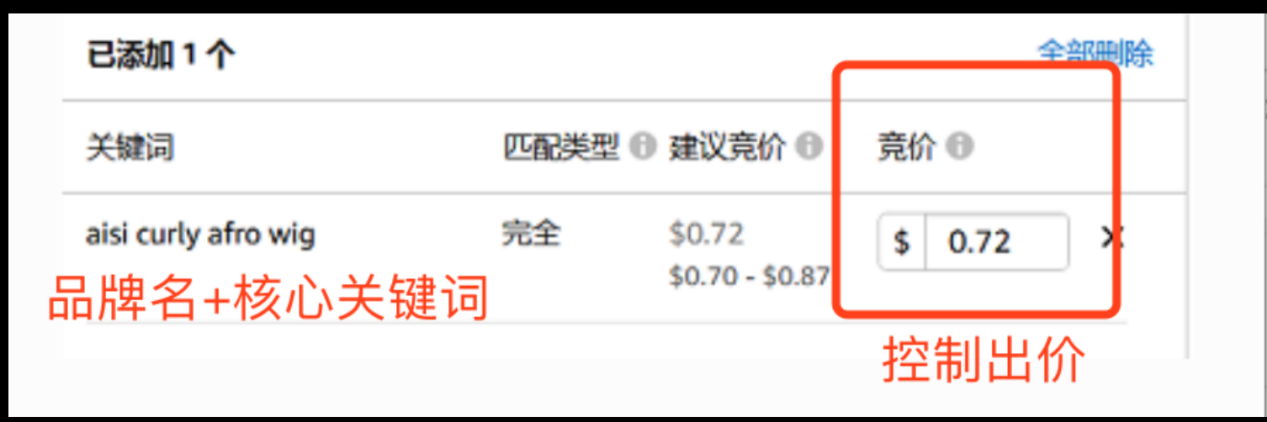 已添加 1 个 全部删除
关键词 匹配类型 建议竞价 竞价
aisi curly afro wig 完全 $0.72 $ 0.72
$0.70 - $0.87
品牌名+核心关键词
控制出价